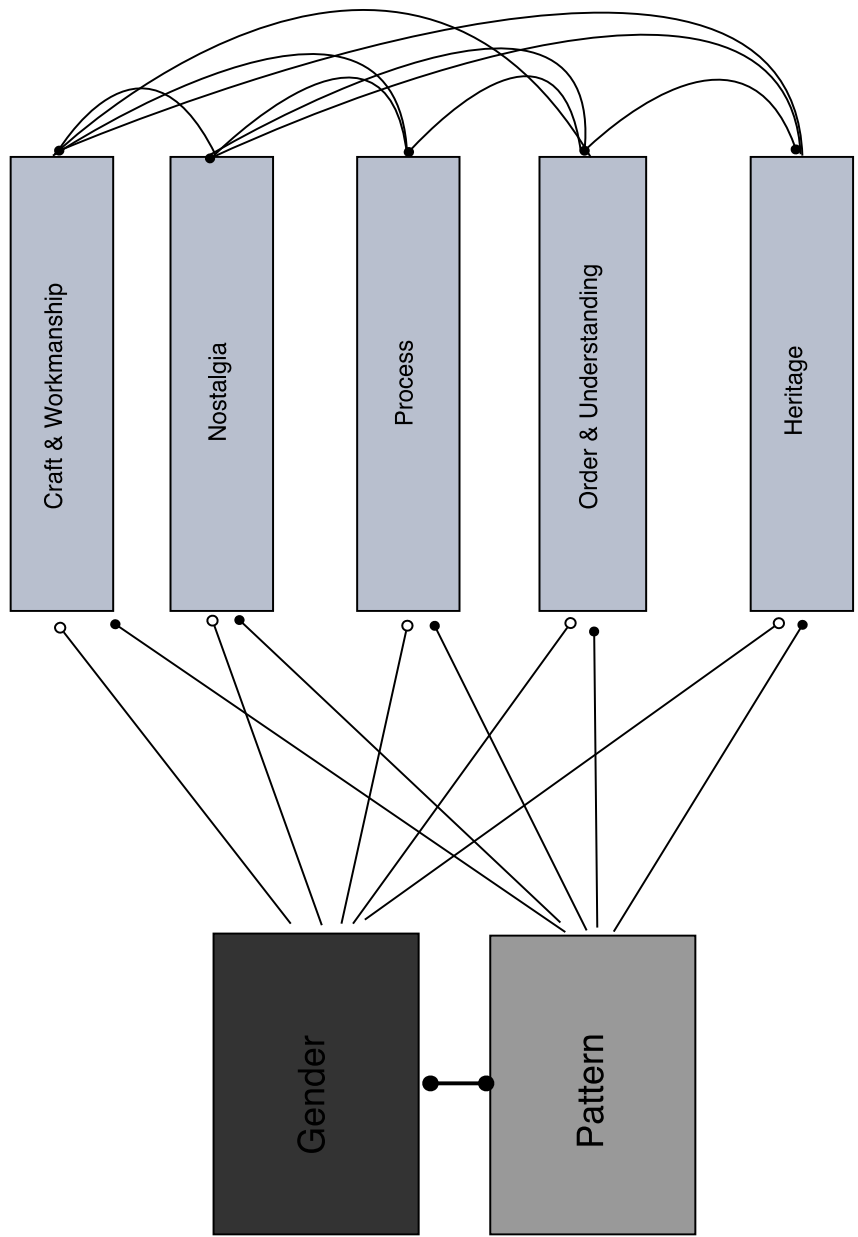 Craft & Workmanship
Nostalgia
Process
Order & Understanding
Heritage
Gender
Pattern